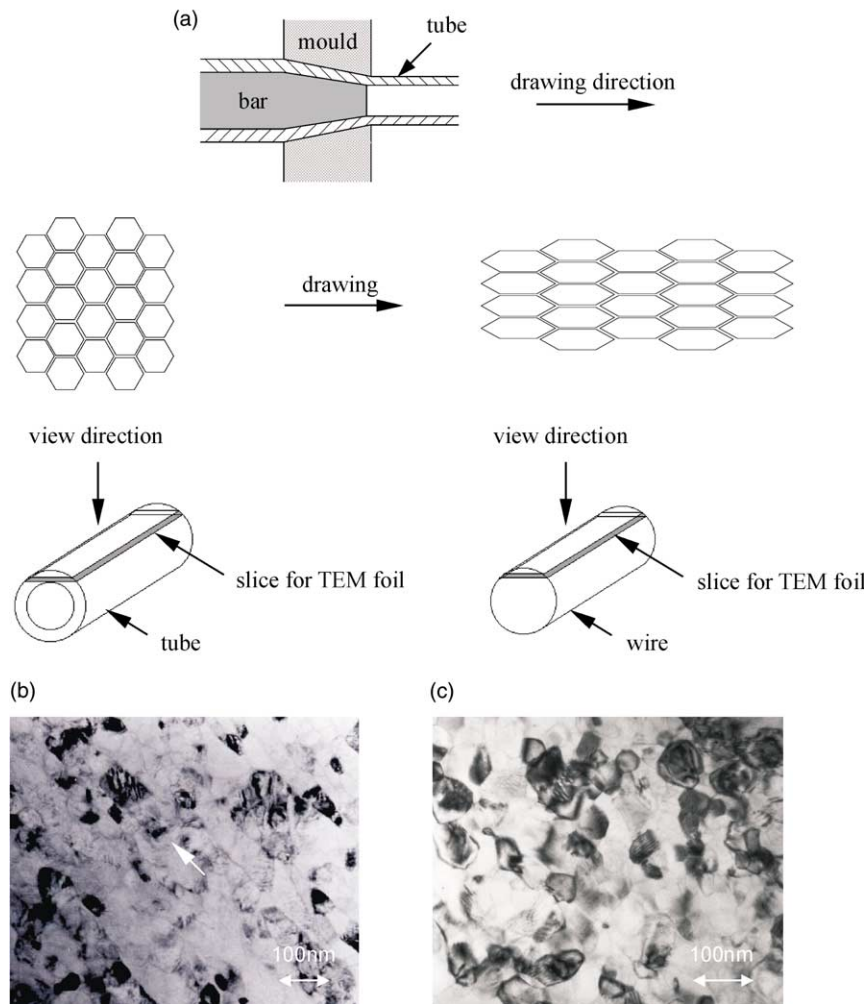 (a)
tube
mould
bar
drawing direction
drawing
view direction
view direction
slice for TEM foil
slice for TEM foil
tube
wire
(b)
(c)
100nm
100nm